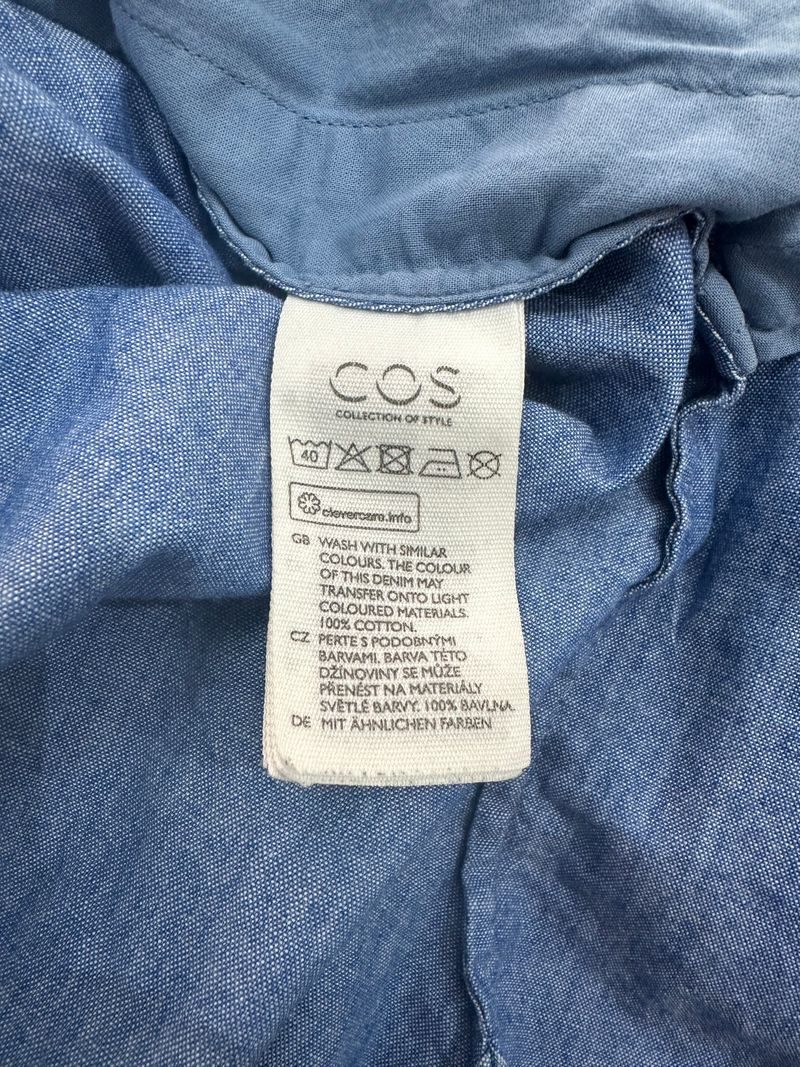 COS
COLLECTION OF STYLE
40
clevercare.info
GB WASH WITH SIMILAR
COLOURS. THE COLOUR
OF THIS DENIM MAY
TRANSFER ONTO LIGHT
COLOURED MATERIALS.
100% COTTON.
CZ PERTE S PODOBNÝMI
BARVAMI. BARVA TÉTO
DŽÍNOVINY SE MŮŽE
PŘENÉST NA MATERIÁLY
SVĚTLÉ BARVY. 100% BAVLNA.
DE MIT ÄHNLICHEN FARBEN